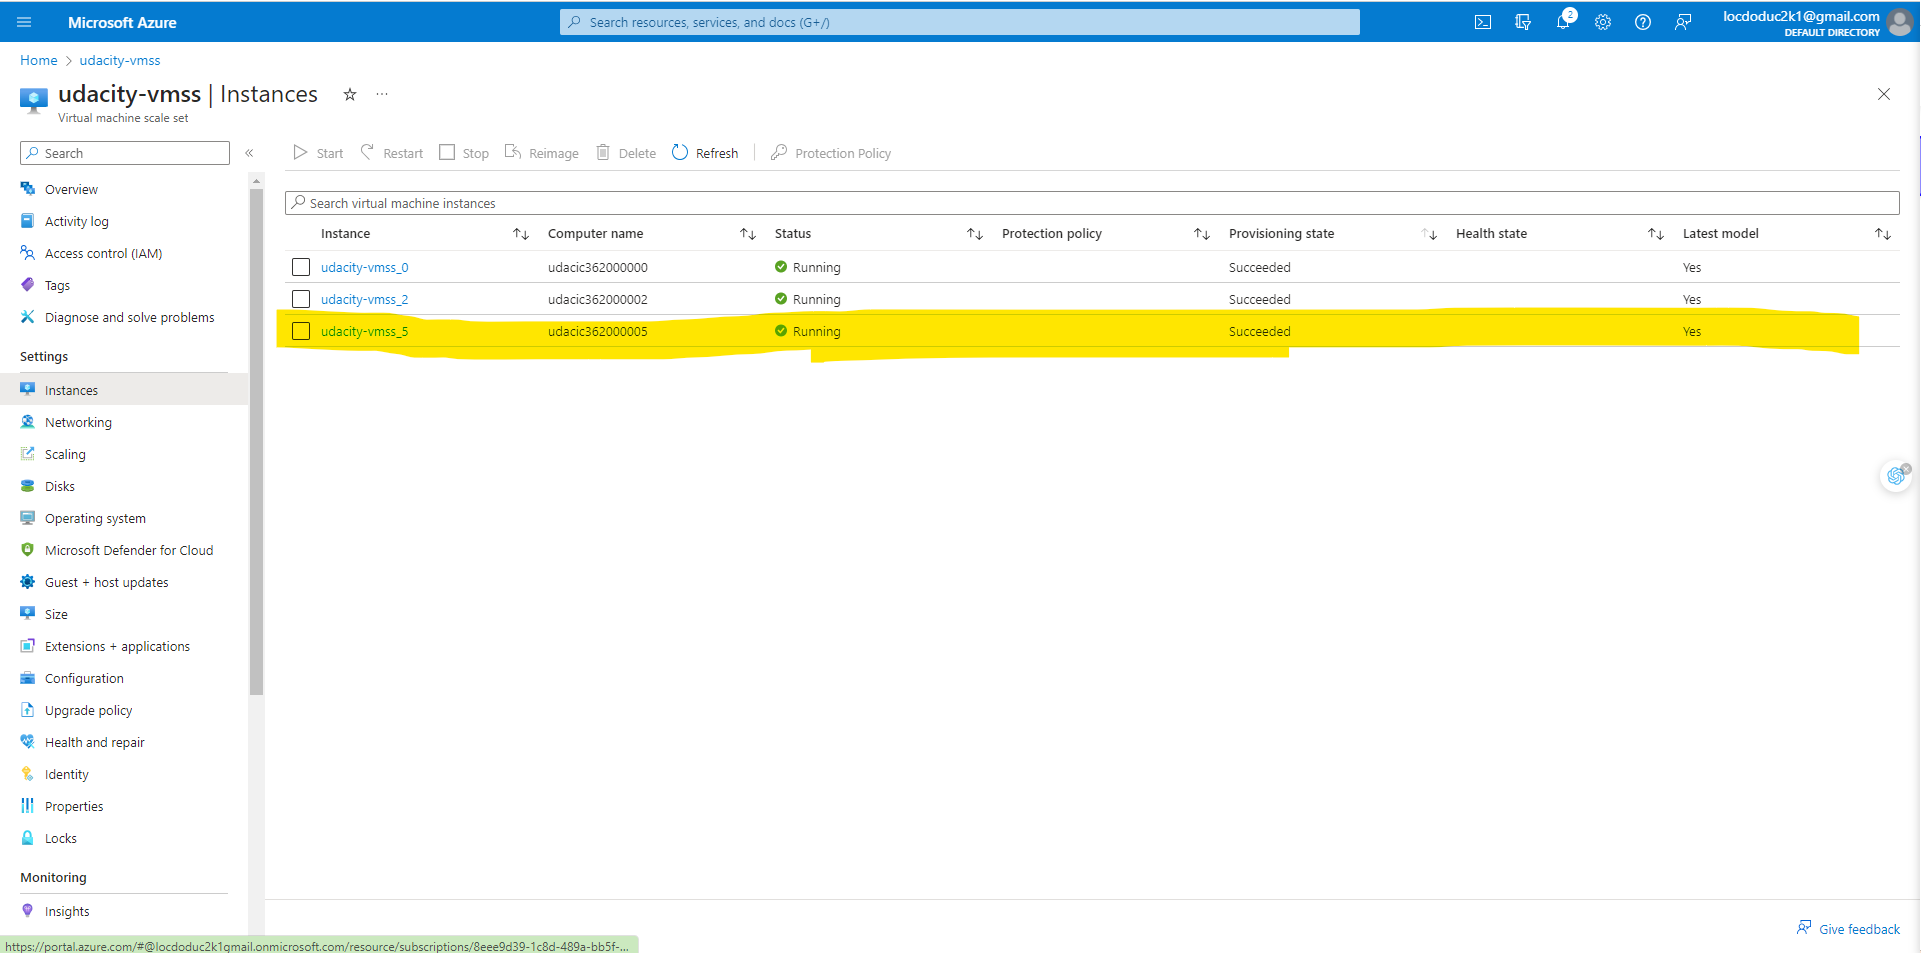 Microsoft Azure
Search resources, services, and docs (G+/)
2
locdoduc2k1@gmail.com
DEFAULT DIRECTORY
Home > udacity-vmss
udacity-vmss | Instances
Virtual machine scale set
Search
Start Restart Stop Reimage Delete Refresh Protection Policy
Overview
Activity log
Access control (IAM)
Tags
Diagnose and solve problems
Settings
Instances
Networking
Scaling
Disks
Operating system
Microsoft Defender for Cloud
Guest + host updates
Size
Extensions + applications
Configuration
Upgrade policy
Health and repair
Identity
Properties
Locks
Monitoring
Insights
Search virtual machine instances
Instance Computer name Status Protection policy Provisioning state Health state Latest model
udacity-vmss_0 udacic362000000 Running Succeeded Yes
udacity-vmss_2 udacic362000002 Running Succeeded Yes
udacity-vmss_5 udacic362000005 Running Succeeded Yes
Give feedback
https://portal.azure.com/#@locdoduc2k1gmail.onmicrosoft.com/resource/subscriptions/8eee9d39-1c8d-489a-bb5f-...